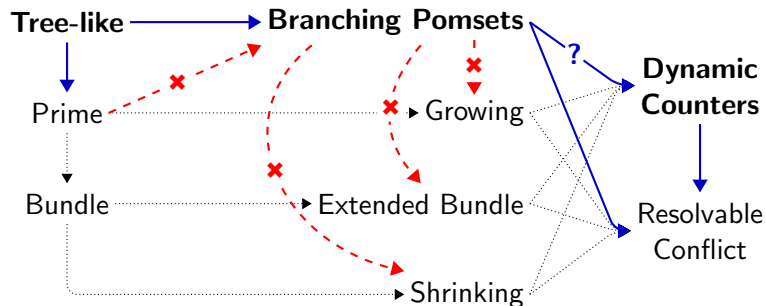 Tree-like
Branching Pomsets
?
Dynamic
Counters
Prime
Growing
Bundle
Extended Bundle
Resolvable
Conflict
Shrinking